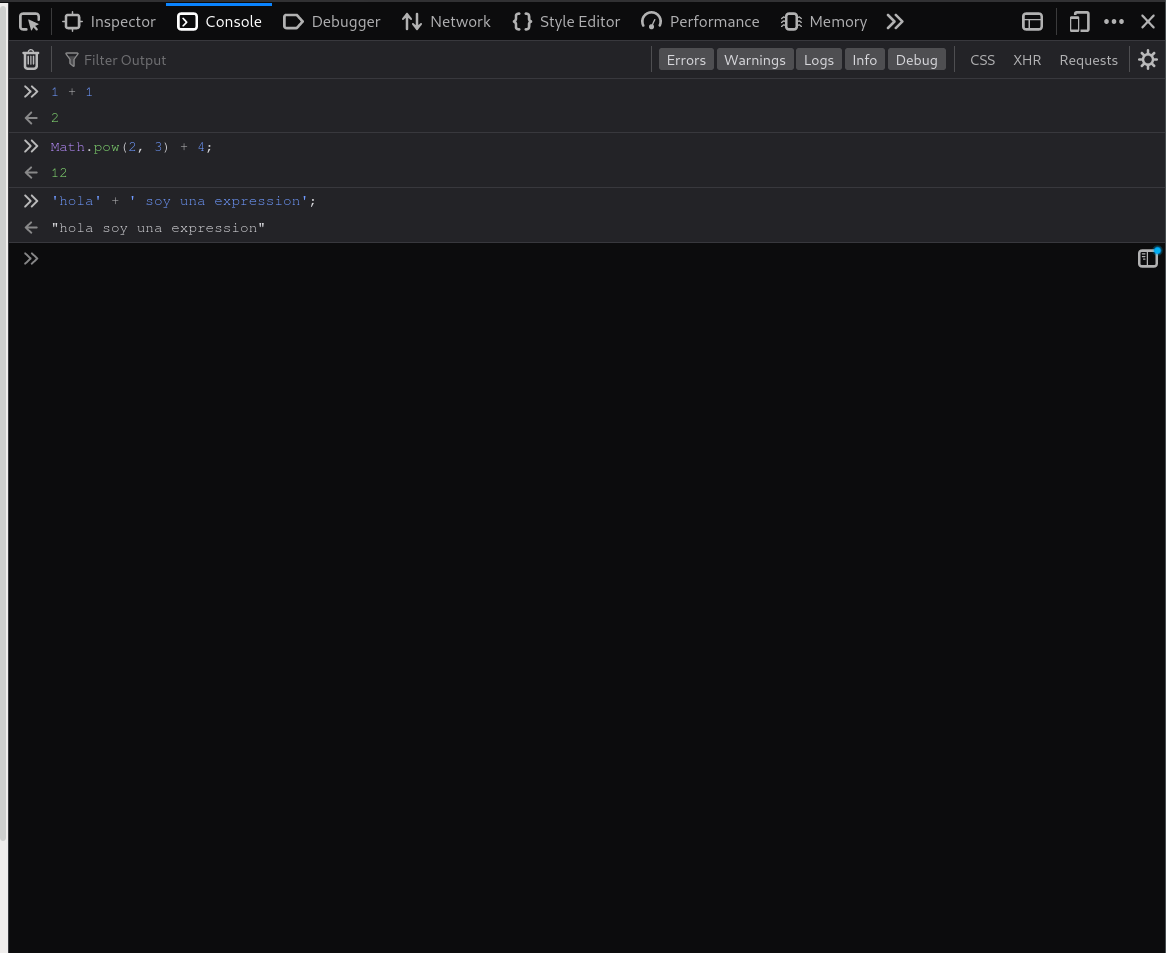 Inspector Console Debugger Network Style Editor Performance Memory
Filter Output Errors Warnings Logs Info Debug CSS XHR Requests
1 + 1
2
Math.pow(2, 3) + 4;
12
'hola' + ' soy una expression';
"hola soy una expression"